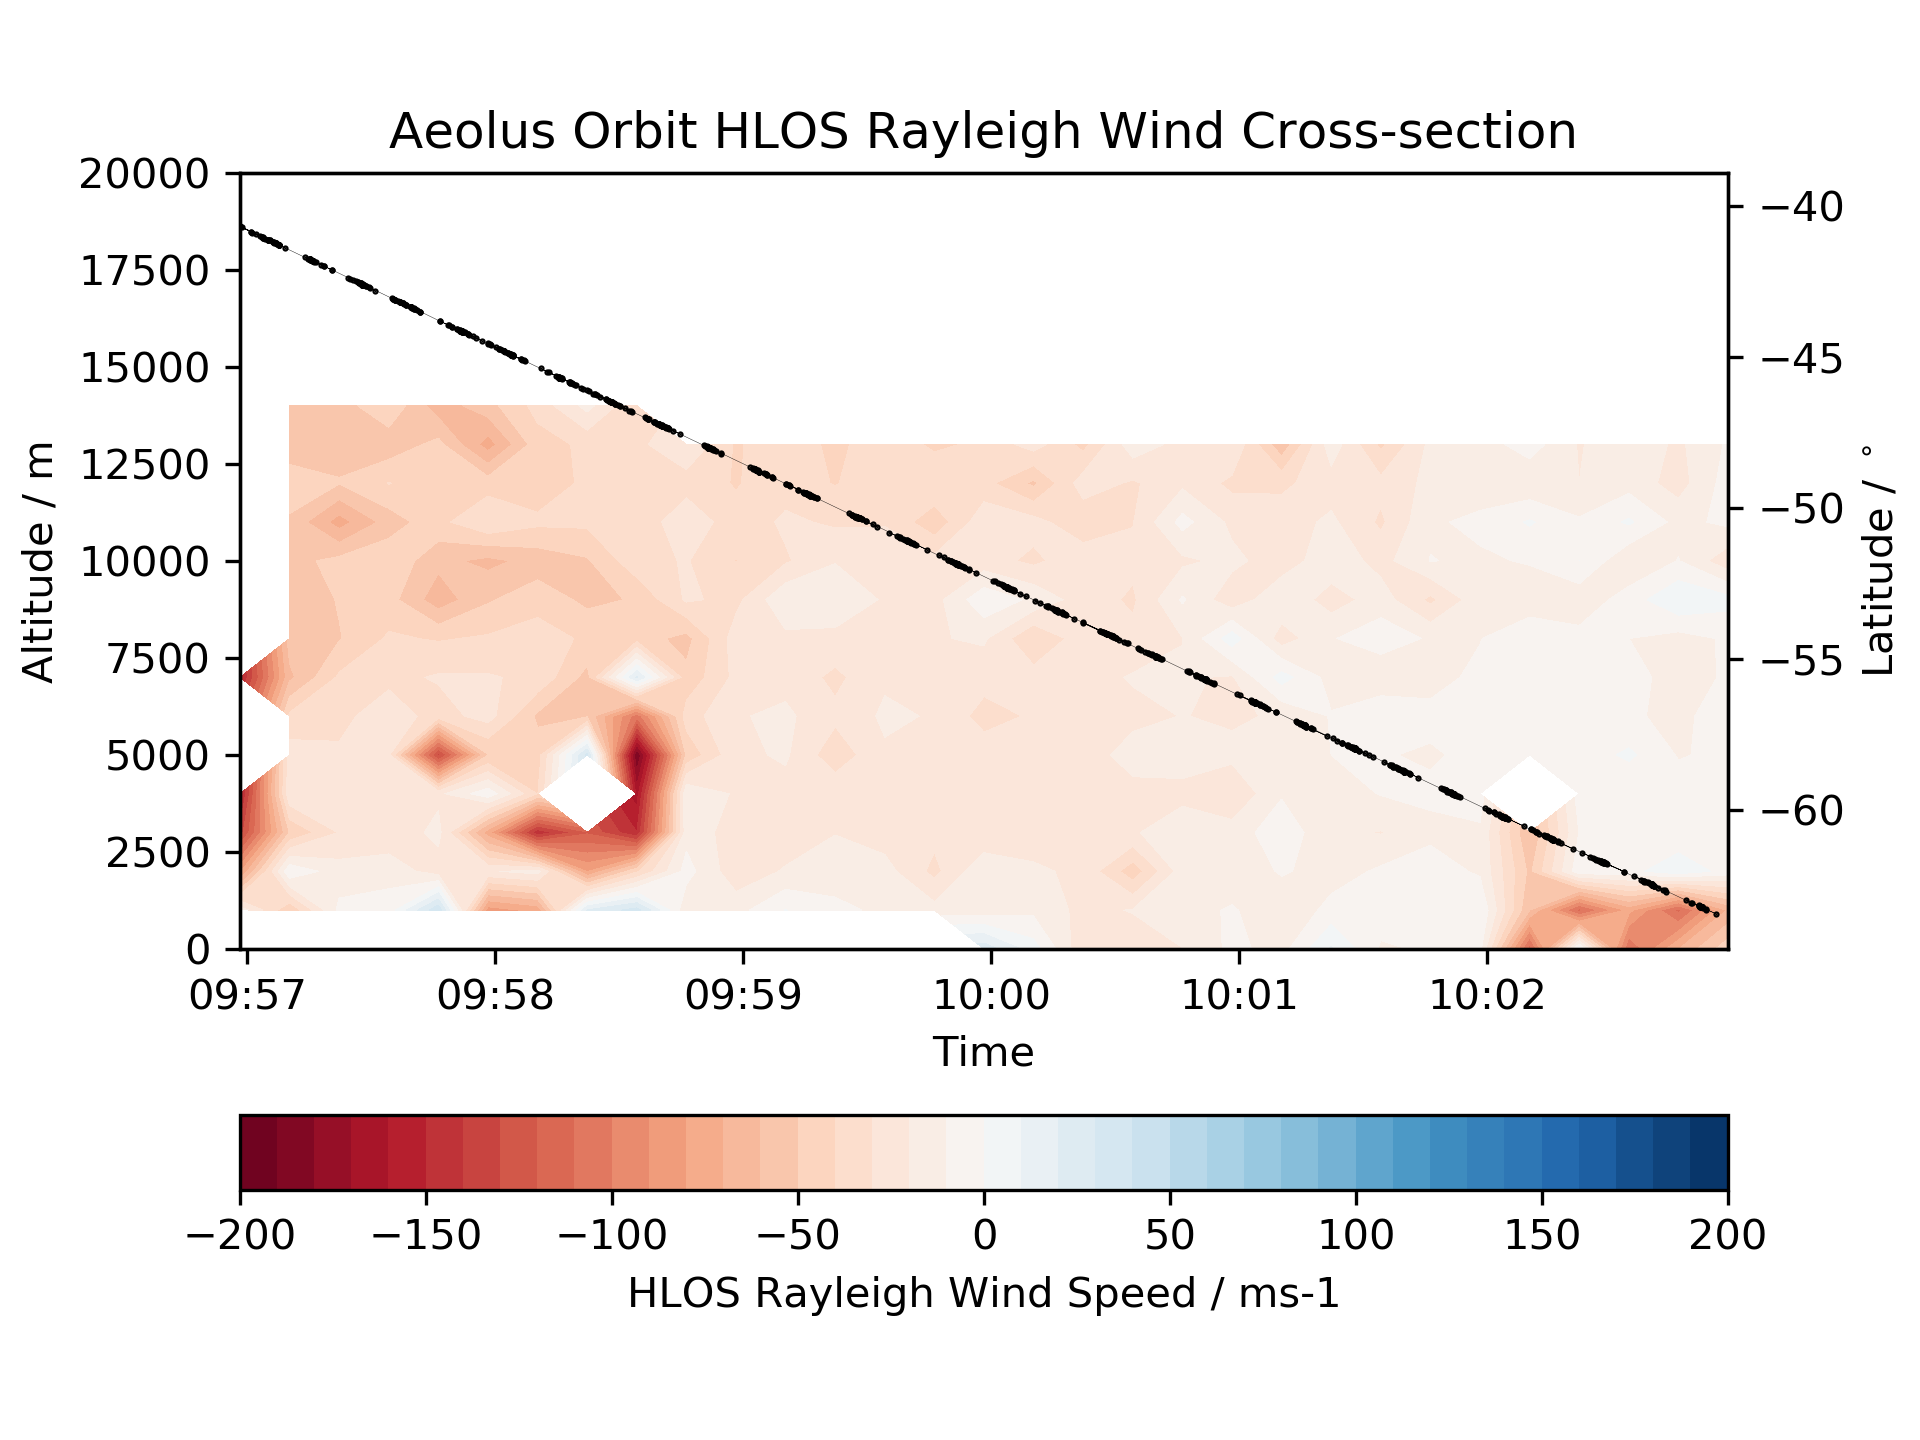 Aeolus Orbit HLOS Rayleigh Wind Cross-section
20000
17500
15000
12500
10000
7500
5000
2500
0
Altitude / m
−40
−45
−50
−55
−60
Latitude / °
09:57 09:58 09:59 10:00 10:01 10:02
Time
−200 −150 −100 −50 0 50 100 150 200
HLOS Rayleigh Wind Speed / ms-1